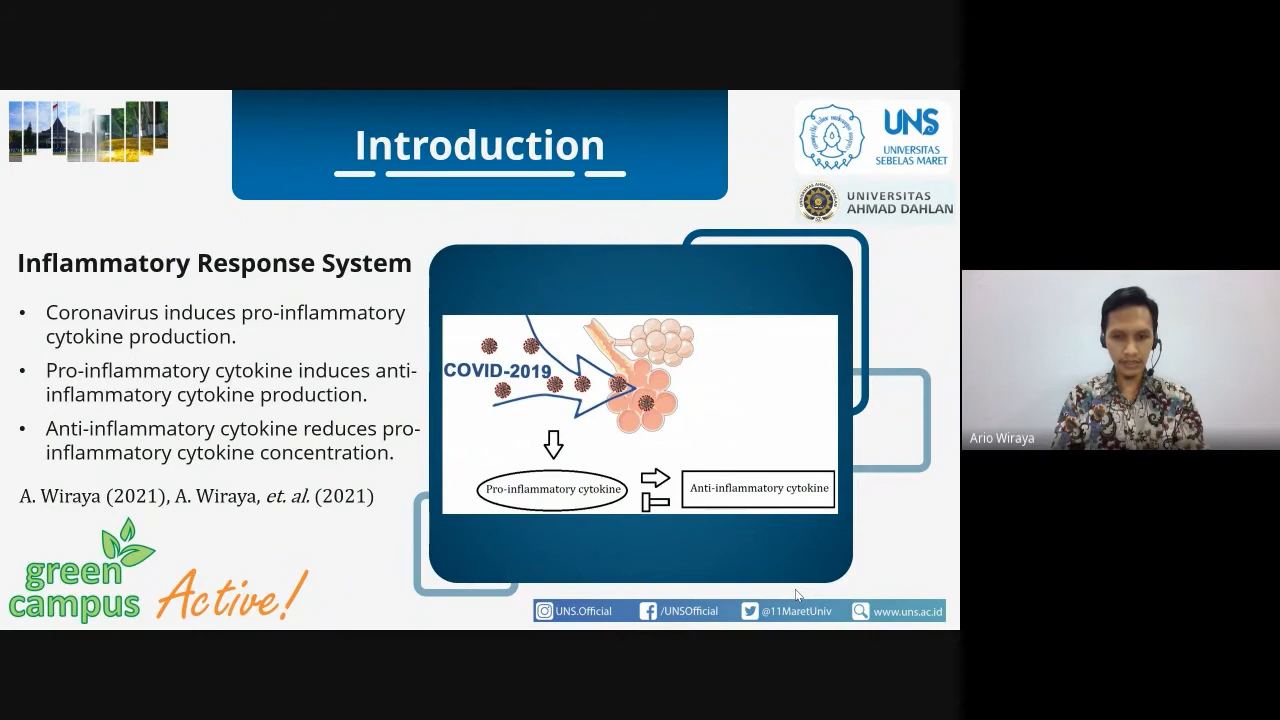 Introduction
UNS
UNIVERSITAS
SEBELAS MARET
UNIVERSITAS
AHMAD DAHLAN
Inflammatory Response System
• Coronavirus induces pro-inflammatory
cytokine production.
• Pro-inflammatory cytokine induces anti-
inflammatory cytokine production.
• Anti-inflammatory cytokine reduces pro-
inflammatory cytokine concentration.
A. Wiraya (2021), A. Wiraya, et. al. (2021)
COVID-2019
Pro-inflammatory cytokine
Anti-inflammatory cytokine
green
campus
Active!
UNS.Official
/UNSOfficial
@11MaretUniv
www.uns.ac.id
Ario Wiraya